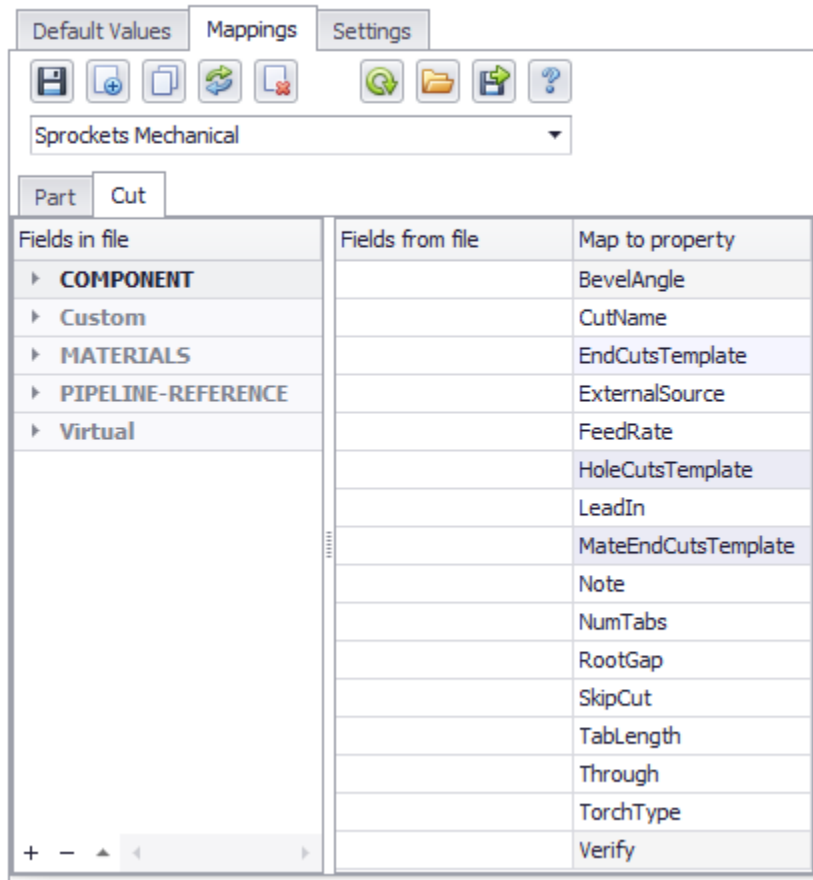 Default Values Mappings Settings
Sprockets Mechanical
Part Cut
Fields in file Fields from file Map to property
COMPONENT BevelAngle
Custom CutName
MATERIALS EndCutsTemplate
PIPELINE-REFERENCE ExternalSource
Virtual FeedRate
HoleCutsTemplate
LeadIn
MateEndCutsTemplate
Note
NumTabs
RootGap
SkipCut
TabLength
Through
TorchType
Verify